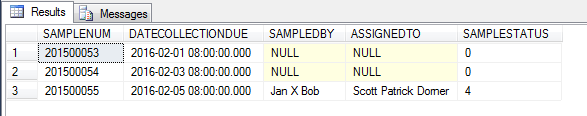 Results Messages
SAMPLENUM DATECOLLECTIONDUE SAMPLEDBY ASSIGNEDTO SAMPLESTATUS
1 201500053 2016-02-01 08:00:00.000 NULL NULL 0
2 201500054 2016-02-03 08:00:00.000 NULL NULL 0
3 201500055 2016-02-05 08:00:00.000 Jan X Bob Scott Patrick Domer 4